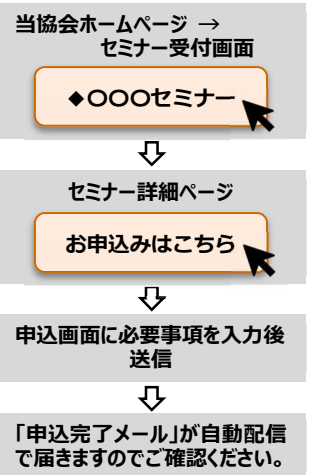 当協会ホームページ →
セミナー受付画面
◆〇〇〇セミナー
セミナー詳細ページ
お申込みはこちら
申込画面に必要事項を入力後
送信
「申込完了メール」が自動配信
で届きますのでご確認ください。